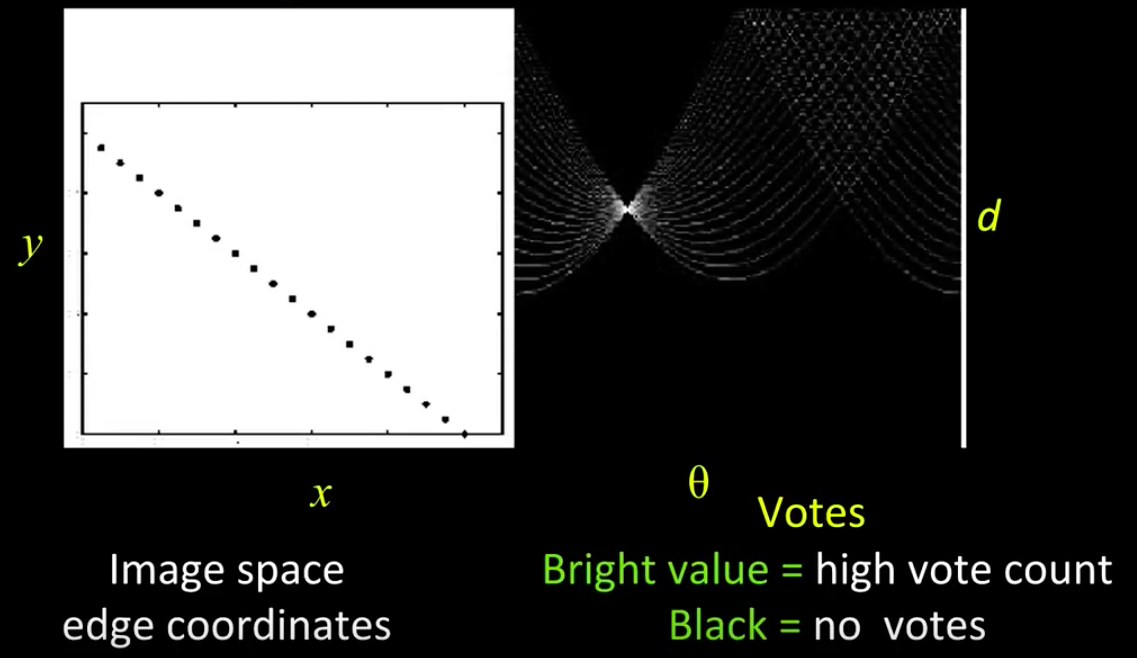 y
d
x
θ
Votes
Image space
edge coordinates
Bright value = high vote count
Black = no votes